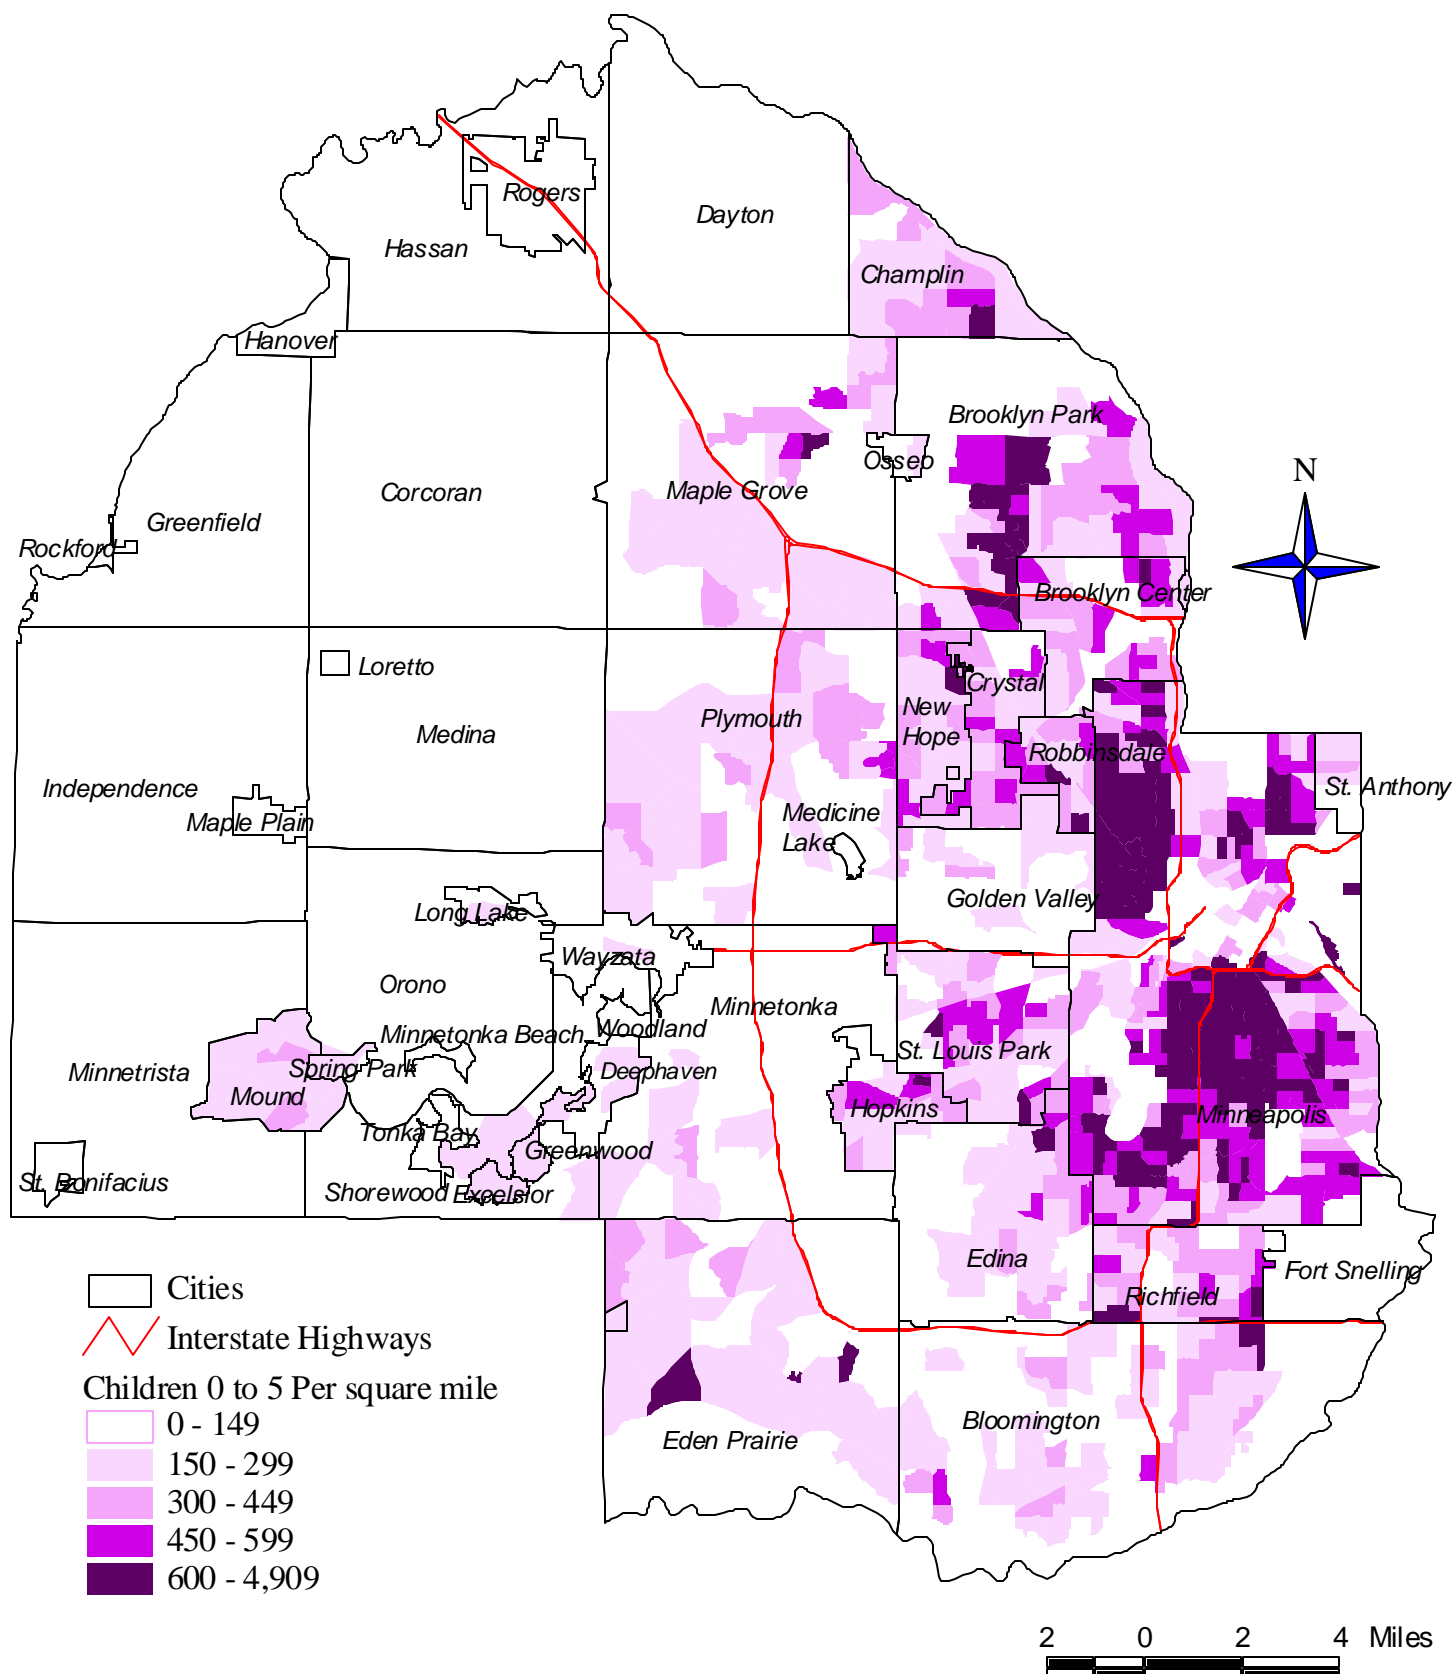 Rogers
Dayton
Hassan
Champlin
Hanover
Brooklyn Park
Osseo
N
Maple Grove
Corcoran
Greenfield
Rockford
Brooklyn Center
Loretto
Crystal
New
Hope
Plymouth
Medina
Robbinsdale
Independence
St. Anthony
Maple Plain
Medicine
Lake
Golden Valley
Long Lake
Wayzata
Orono
Minnetonka
Minnetonka Beach
Woodland
St. Louis Park
Spring Park
Deephaven
Minnetrista
Mound
Hopkins
Minneapolis
Tonka Bay
Greenwood
St. Bonifacius
Shorewood
Excelsior
Edina
Fort Snelling
Richfield
Cities
Interstate Highways
Children 0 to 5 Per square mile
0 - 149
150 - 299
300 - 449
450 - 599
600 - 4,909
Bloomington
Eden Prairie
2 0 2 4 Miles